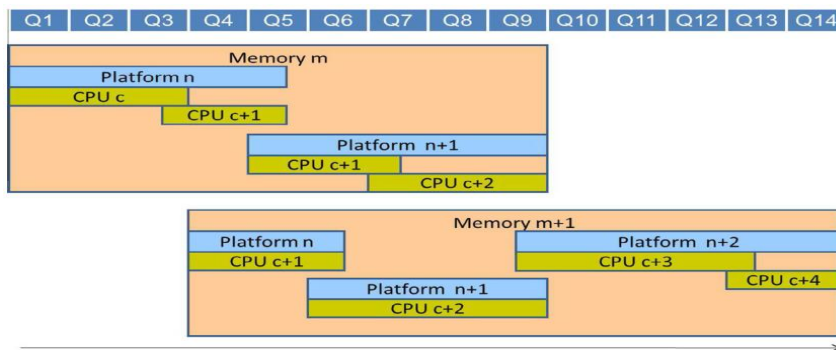 Q1 Q2 Q3 Q4 Q5 Q6 Q7 Q8 Q9 Q10 Q11 Q12 Q13 Q14
Memory m
Platform n
CPU c
CPU c+1
Platform n+1
CPU c+1
CPU c+2
Memory m+1
Platform n Platform n+2
CPU c+1 CPU c+3
CPU c+4
Platform n+1
CPU c+2